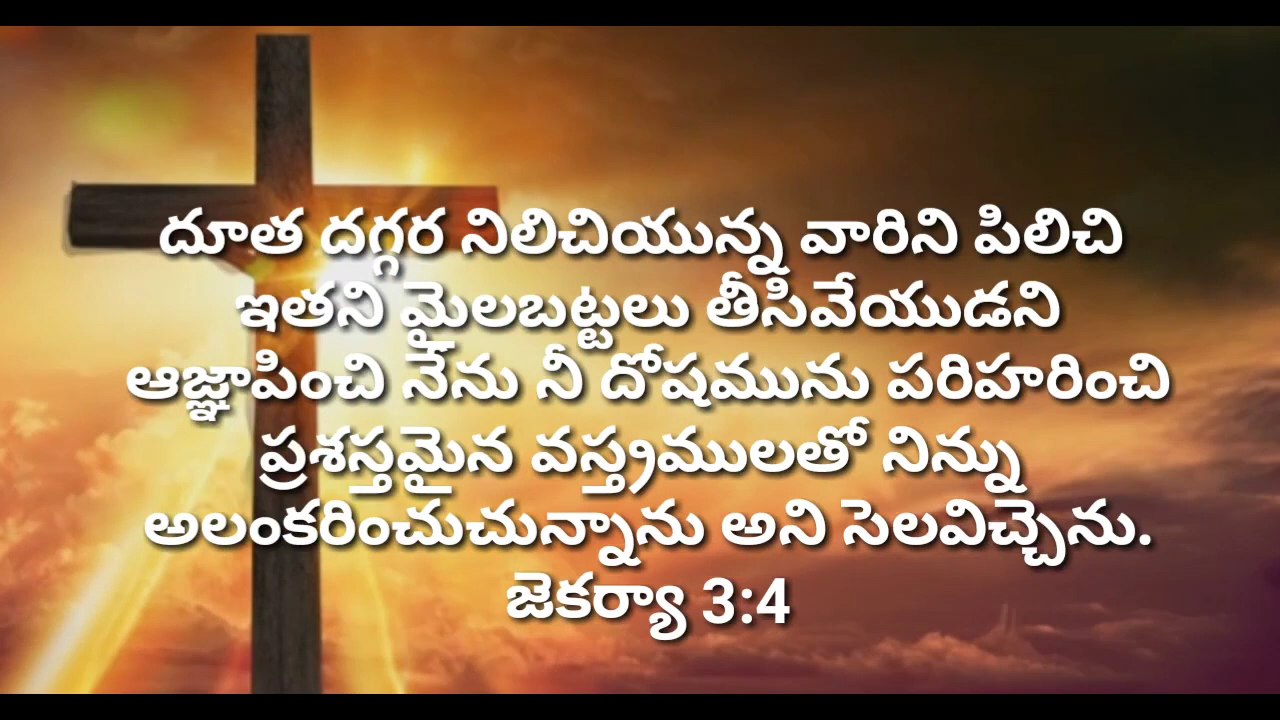 దూత దగ్గర నిలిచియున్న వారిని పిలిచి
ఇతని మైలబట్టలు తీసివేయుడని
ఆజ్ఞాపించి నేను నీ దోషమును పరిహరించి
ప్రశస్తమైన వస్త్రములతో నిన్ను
అలంకరించుచున్నాను అని సెలవిచ్చెను.
జెకర్యా 3:4